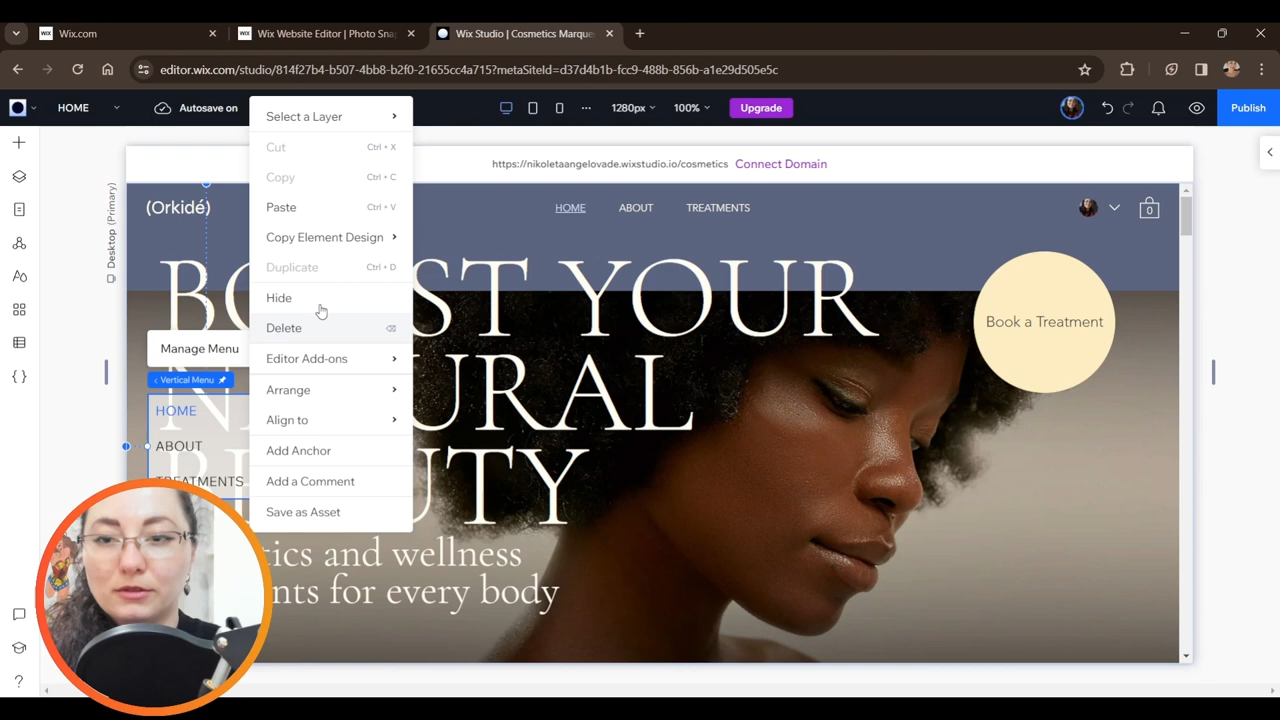 Wix.com
Wix Website Editor | Photo Sna
Wix Studio | Cosmetics Marque
editor.wix.com/studio/814f27b4-b507-4bb8-b2f0-21655cc4a715?metaSiteId=d37d4b1b-fcc9-488b-856b-a1e29d505e5c
HOME
Autosave on
1280px
100%
Upgrade
Publish
https://nikoletaangelovade.wixstudio.io/cosmetics Connect Domain
Desktop (Primary)
(Orkidé)
HOME ABOUT TREATMENTS
0
Select a Layer
Cut Ctrl + X
Copy Ctrl + C
Paste Ctrl + V
Copy Element Design
Duplicate Ctrl + D
Hide
Delete
Editor Add-ons
Arrange
Align to
Add Anchor
Add a Comment
Save as Asset
Manage Menu
Vertical Menu
HOME
ABOUT
TREATMENTS
ST YOUR
URAL
UTY
tics and wellness
nts for every body
Book a Treatment